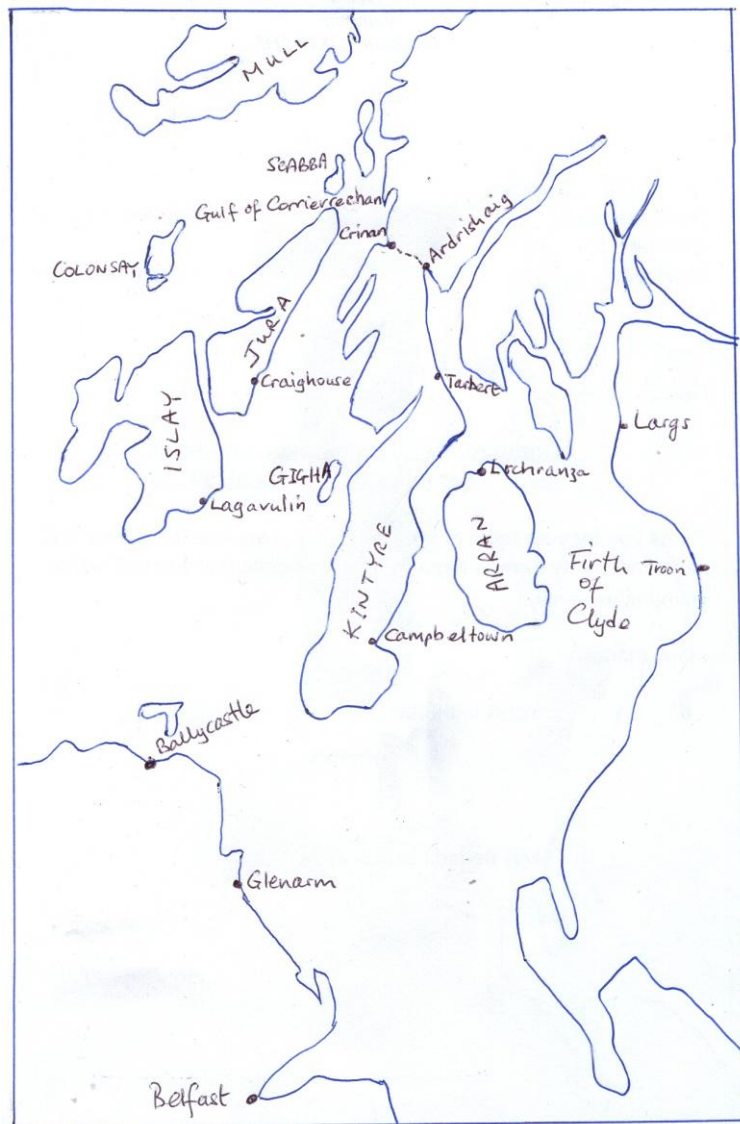 MULL
SCABBA
Gulf of Corrievrechan
Crinan
Ardrishaig
COLONSAY
JURA
Craighouse
Tarbert
ISLAY
Largs
GIGHA
Lochranza
Lagavulin
KINTYRE
ARRAN
Firth
of
Clyde
Troon
Campbeltown
Ballycastle
Glenarm
Belfast